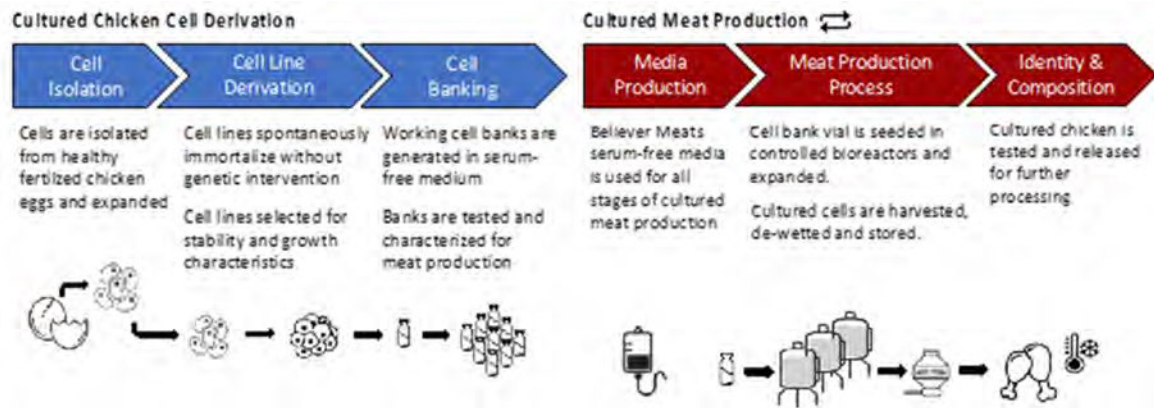 Cultured Chicken Cell Derivation
Cell
Isolation
Cell Line
Derivation
Cell
Banking
Cells are isolated
from healthy
fertilized chicken
eggs and expanded
Cell lines spontaneously
immortalize without
genetic intervention
Cell lines selected for
stability and growth
characteristics
Working cell banks are
generated in serum-
free medium
Banks are tested and
characterized for
meat production
Cultured Meat Production
Media
Production
Meat Production
Process
Identity &
Composition
Believer Meats
serum-free media
is used for all
stages of cultured
meat production
Cell bank vial is seeded in
controlled bioreactors and
expanded.
Cultured cells are harvested,
de-wetted and stored.
Cultured chicken is
tested and released
for further
processing